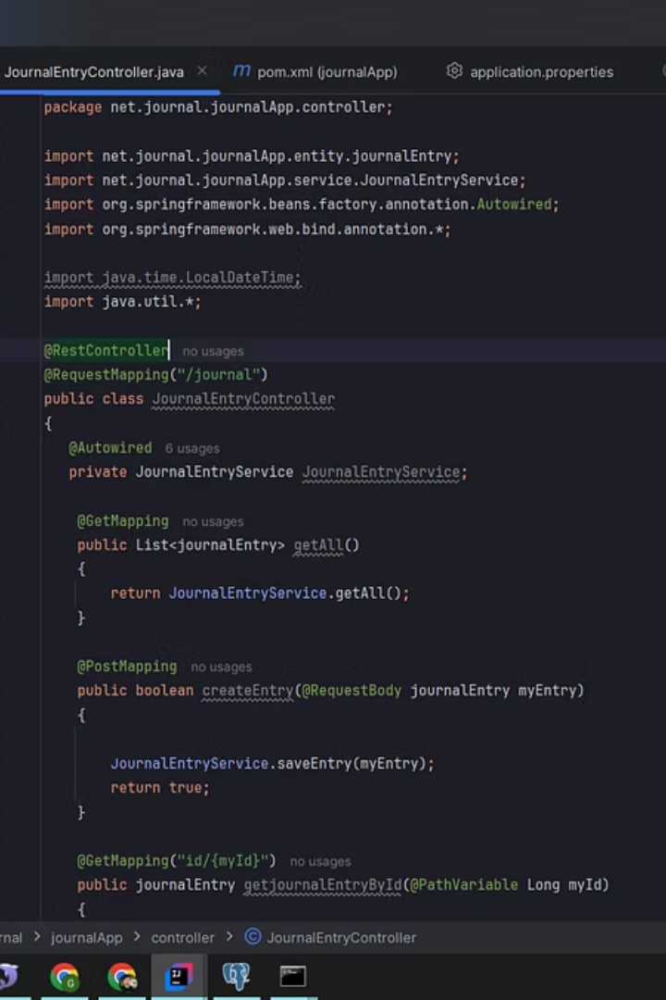 JournalEntryController.java × m pom.xml (journalApp) application.properties
package net.journal.journalApp.controller;
import net.journal.journalApp.entity.journalEntry;
import net.journal.journalApp.service.JournalEntryService;
import org.springframework.beans.factory.annotation.Autowired;
import org.springframework.web.bind.annotation.*;
import java.time.LocalDateTime;
import java.util.*;
@RestController no usages
@RequestMapping("/journal")
public class JournalEntryController
{
@Autowired 6 usages
private JournalEntryService JournalEntryService;
@GetMapping no usages
public List<journalEntry> getAll()
{
return JournalEntryService.getAll();
}
@PostMapping no usages
public boolean createEntry(@RequestBody journalEntry myEntry)
{
JournalEntryService.saveEntry(myEntry);
return true;
}
@GetMapping("id/{myId}") no usages
public journalEntry getjournalEntryById(@PathVariable Long myId)
{
rnal > journalApp > controller > © JournalEntryController